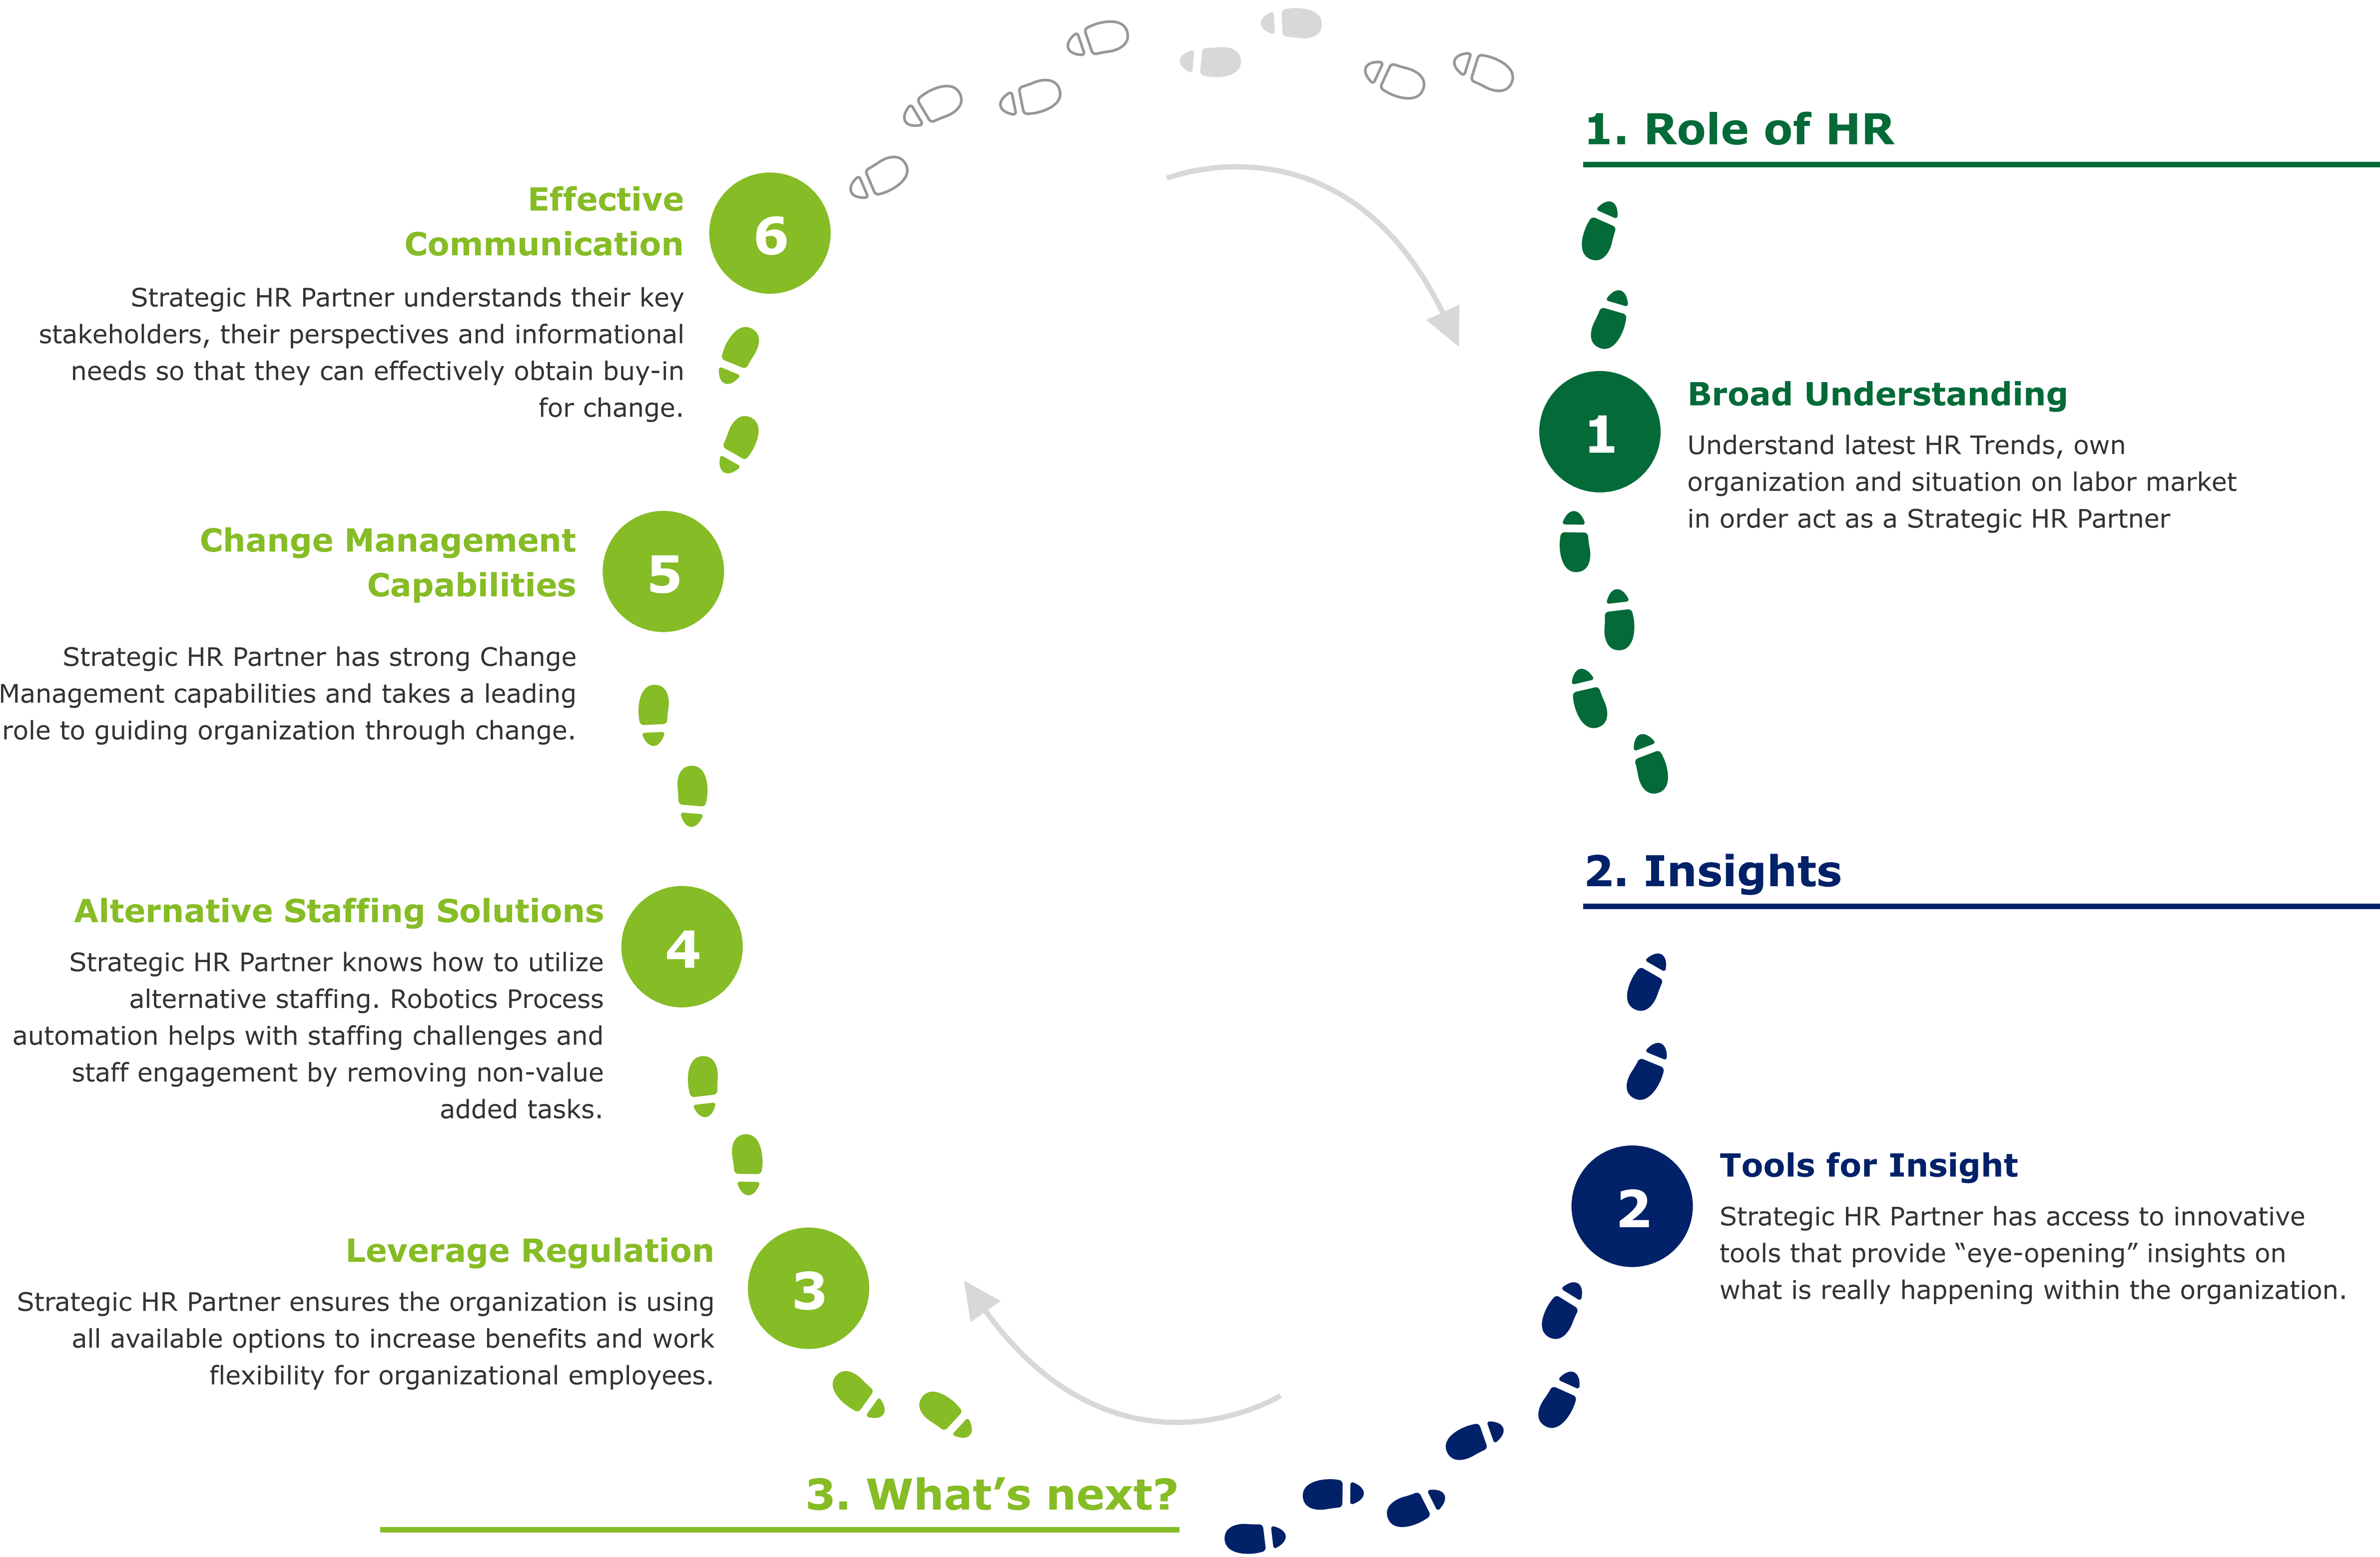 1. Role of HR
1
Broad Understanding
Understand latest HR Trends, own
organization and situation on labor market
in order act as a Strategic HR Partner
2. Insights
2
Tools for Insight
Strategic HR Partner has access to innovative
tools that provide “eye-opening” insights on
what is really happening within the organization.
3. What’s next?
3
Leverage Regulation
Strategic HR Partner ensures the organization is using
all available options to increase benefits and work
flexibility for organizational employees.
4
Alternative Staffing Solutions
Strategic HR Partner knows how to utilize
alternative staffing. Robotics Process
automation helps with staffing challenges and
staff engagement by removing non-value
added tasks.
5
Change Management
Capabilities
Strategic HR Partner has strong Change
Management capabilities and takes a leading
role to guiding organization through change.
6
Effective
Communication
Strategic HR Partner understands their key
stakeholders, their perspectives and informational
needs so that they can effectively obtain buy-in
for change.